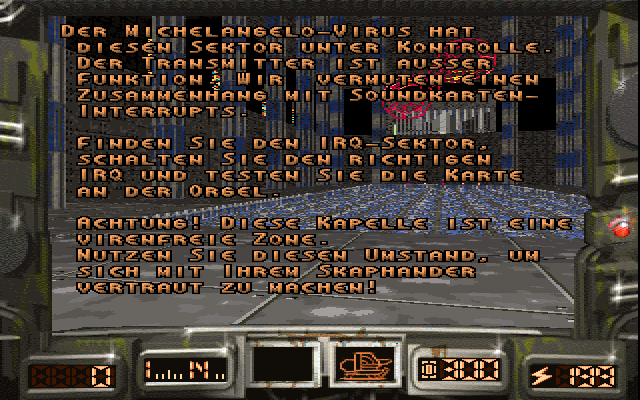 Der Michelangelo-Virus hat
diesen Sektor unter Kontrolle.
Der Transmitter ist ausser
Funktion. Wir vermuten einen
Zusammenhang mit Soundkarten-
Interrupts.
Finden Sie den IRQ-Sektor,
schalten Sie den richtigen
IRQ und testen Sie die Karte
an der Orgel.
Achtung! Diese Kapelle ist eine
virenfreie Zone.
Nutzen Sie diesen Umstand, um
sich mit Ihrem Skaphander
vertraut zu machen!
0 N 300 100